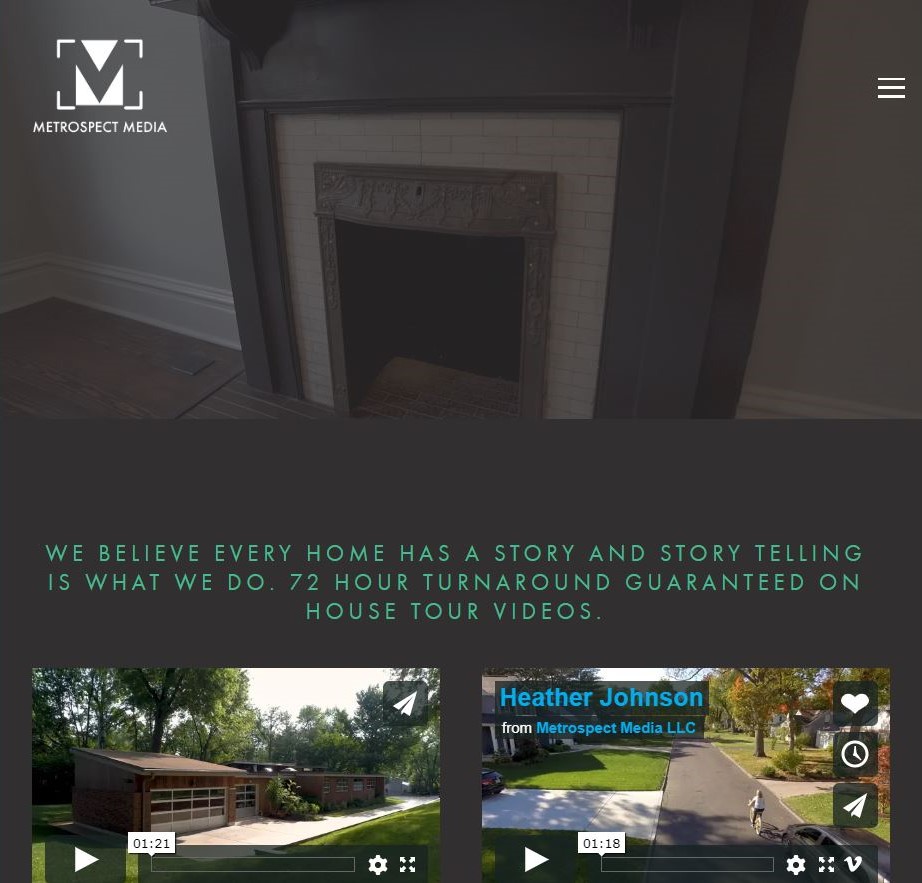 METROSPECT MEDIA
WE BELIEVE EVERY HOME HAS A STORY AND STORY TELLING
IS WHAT WE DO. 72 HOUR TURNAROUND GUARANTEED ON
HOUSE TOUR VIDEOS.
Heather Johnson
from Metrospect Media LLC
01:21
01:18